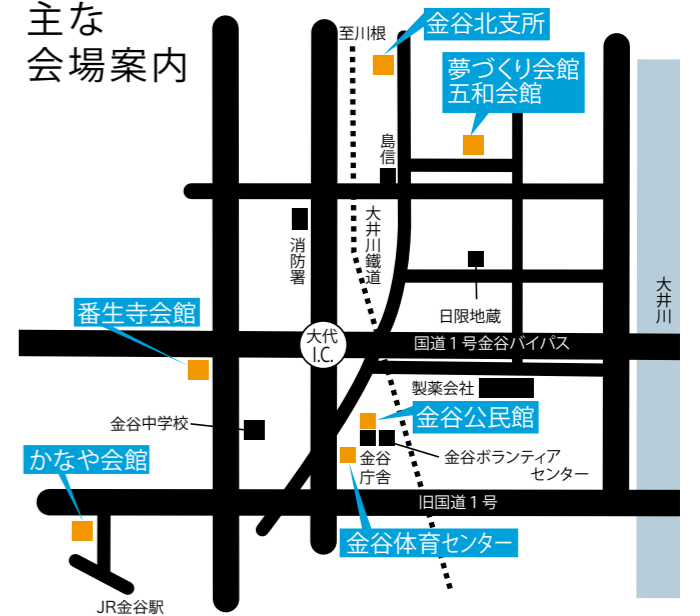 主な
会場案内
至川根
金谷北支所
夢づくり会館
五和会館
島信
消防署
大井川鐵道
大井川
日限地蔵
番生寺会館
大代
I.C.
国道1号金谷バイパス
製薬会社
金谷中学校
金谷公民館
かなや会館
金谷
庁舎
金谷ボランティア
センター
旧国道1号
金谷体育センター
JR金谷駅